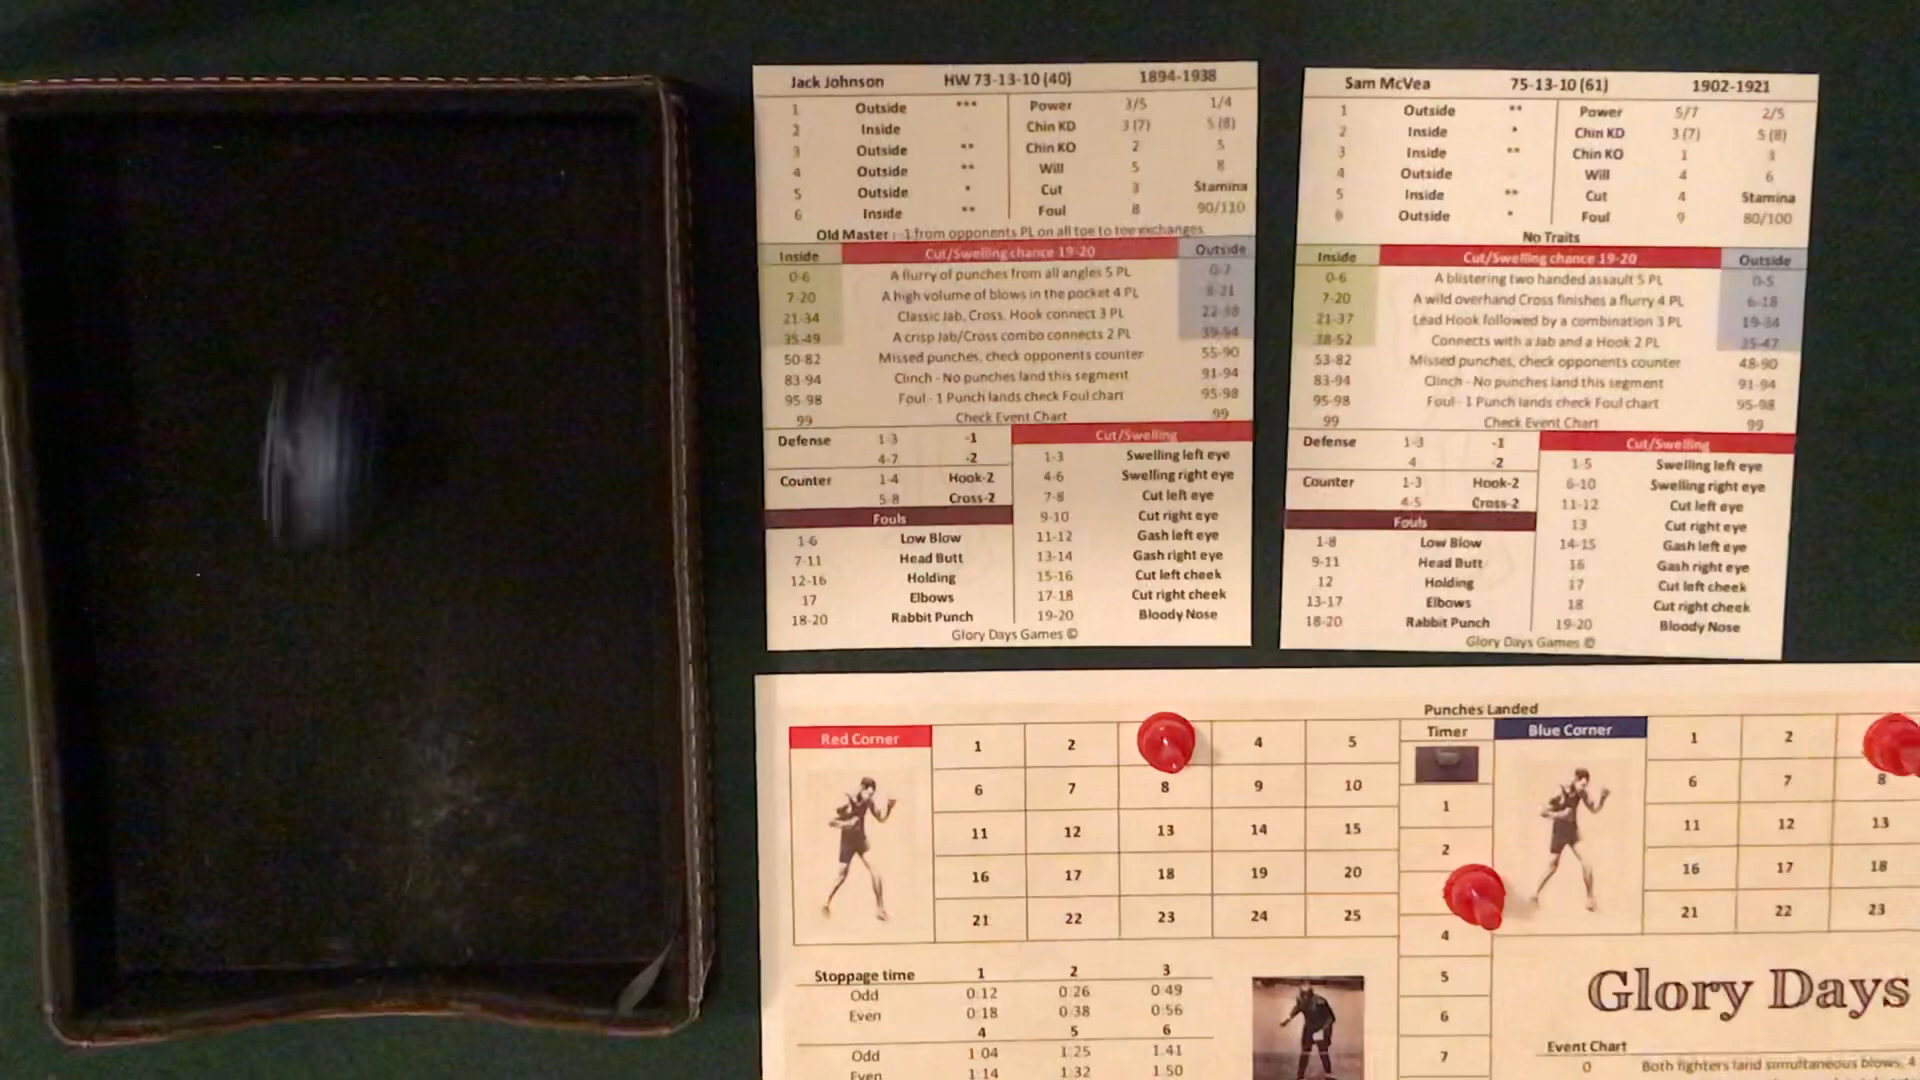 Jack Johnson HW 73-13-10 (40) 1894-1938
1 Outside *** Power 3/5 1/4
2 Inside Chin KD 3 (7) 5 (8)
3 Outside ** Chin KO 2 5
4 Outside ** Will 5 8
5 Outside * Cut 3 Stamina
6 Inside ** Foul 8 90/110
Old Master : -1 from opponents PL on all toe to toe exchanges
Inside Cut/Swelling chance 19-20 Outside
0-6 A flurry of punches from all angles 5 PL 0-7
7-20 A high volume of blows in the pocket 4 PL 8-21
21-34 Classic Jab, Cross, Hook connect 3 PL 22-38
35-49 A crisp Jab/Cross combo connects 2 PL 39-54
50-82 Missed punches, check opponents counter 55-90
83-94 Clinch - No punches land this segment 91-94
95-98 Foul - 1 Punch lands check Foul chart 95-98
99 Check Event Chart 99
Defense 1-3 -1
4-7 -2
Counter 1-4 Hook-2
5-8 Cross-2
Fouls
1-6 Low Blow
7-11 Head Butt
12-16 Holding
17 Elbows
18-20 Rabbit Punch
Cut/Swelling
1-3 Swelling left eye
4-6 Swelling right eye
7-8 Cut left eye
9-10 Cut right eye
11-12 Gash left eye
13-14 Gash right eye
15-16 Cut left cheek
17-18 Cut right cheek
19-20 Bloody Nose
Glory Days Games ©
Sam McVea 75-13-10 (61) 1902-1921
1 Outside ** Power 5/7 2/5
2 Inside * Chin KD 3 (7) 5 (8)
3 Inside ** Chin KO 1 3
4 Outside Will 4 6
5 Inside ** Cut 4 Stamina
6 Outside * Foul 9 80/100
No Traits
Inside Cut/Swelling chance 19-20 Outside
0-6 A blistering two handed assault 5 PL 0-5
7-20 A wild overhand Cross finishes a flurry 4 PL 6-18
21-37 Lead Hook followed by a combination 3 PL 19-34
38-52 Connects with a Jab and a Hook 2 PL 35-47
53-82 Missed punches, check opponents counter 48-90
83-94 Clinch - No punches land this segment 91-94
95-98 Foul - 1 Punch lands check Foul chart 95-98
99 Check Event Chart 99
Defense 1-3 -1
4 -2
Counter 1-3 Hook-2
4-5 Cross-2
Fouls
1-8 Low Blow
9-11 Head Butt
12 Holding
13-17 Elbows
18-20 Rabbit Punch
Cut/Swelling
1-5 Swelling left eye
6-10 Swelling right eye
11-12 Cut left eye
13 Cut right eye
14-15 Gash left eye
16 Gash right eye
17 Cut left cheek
18 Cut right cheek
19-20 Bloody Nose
Glory Days Games ©
Punches Landed
Red Corner
1 2 4 5
6 7 8 9 10
11 12 13 14 15
16 17 18 19 20
21 22 23 24 25
Timer
1
2
4
5
6
7
Blue Corner
1 2
6 7 8
11 12 13
16 17 18
21 22 23
Stoppage time 1 2 3
Odd 0:12 0:26 0:49
Even 0:18 0:38 0:56
4 5 6
Odd 1:04 1:25 1:41
Even 1:14 1:32 1:50
Glory Days
Event Chart
0 Both fighters land simultaneous blows, 4